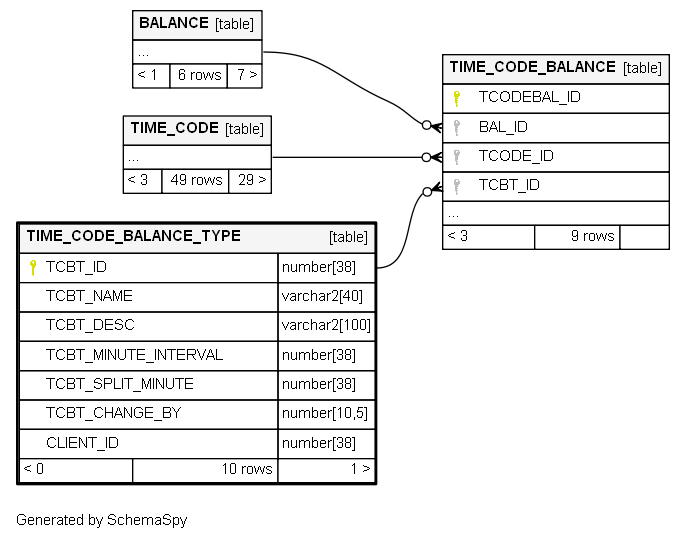 BALANCE [table]
...
< 1 6 rows 7 >
TIME_CODE_BALANCE [table]
TCODEBAL_ID
BAL_ID
TCODE_ID
TCBT_ID
...
< 3 9 rows
TIME_CODE [table]
...
< 3 49 rows 29 >
TIME_CODE_BALANCE_TYPE [table]
TCBT_ID number[38]
TCBT_NAME varchar2[40]
TCBT_DESC varchar2[100]
TCBT_MINUTE_INTERVAL number[38]
TCBT_SPLIT_MINUTE number[38]
TCBT_CHANGE_BY number[10,5]
CLIENT_ID number[38]
< 0 10 rows 1 >
Generated by SchemaSpy